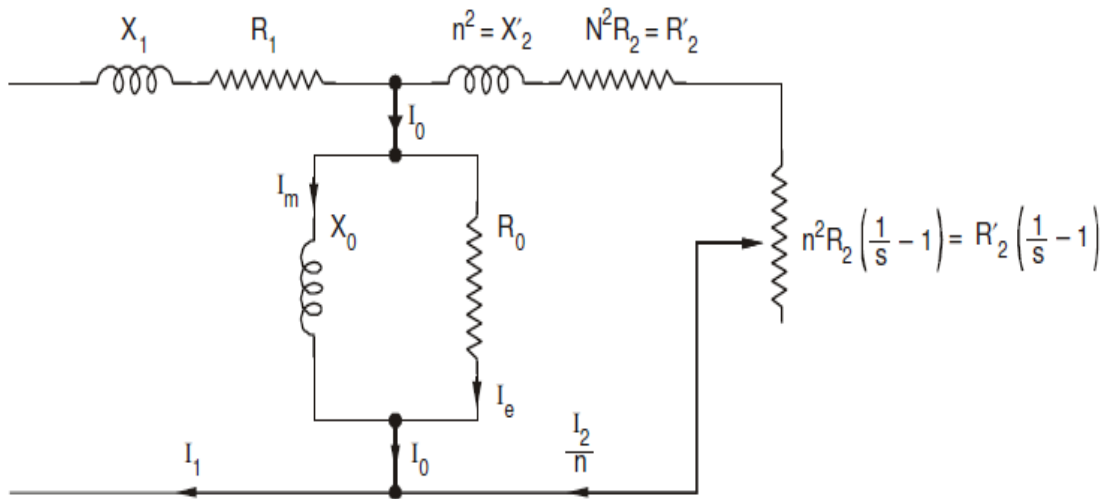 X₁
R₁
n² = X′₂
N²R₂ = R′₂
I₀
Iₘ
X₀
R₀
n²R₂ (1/s − 1) = R′₂ (1/s − 1)
Iₑ
I₁
I₀
I₂/n